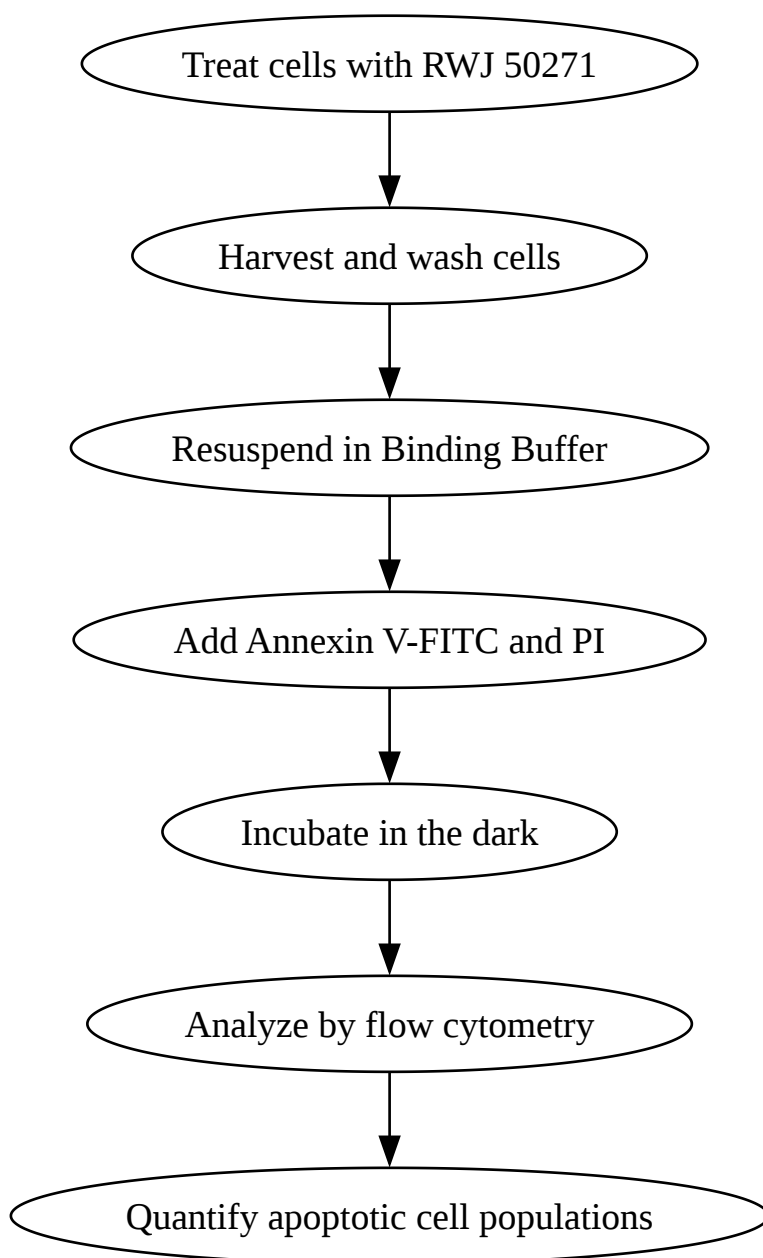 Treat cells with RWJ 50271
Harvest and wash cells
Resuspend in Binding Buffer
Add Annexin V-FITC and PI
Incubate in the dark
Analyze by flow cytometry
Quantify apoptotic cell populations